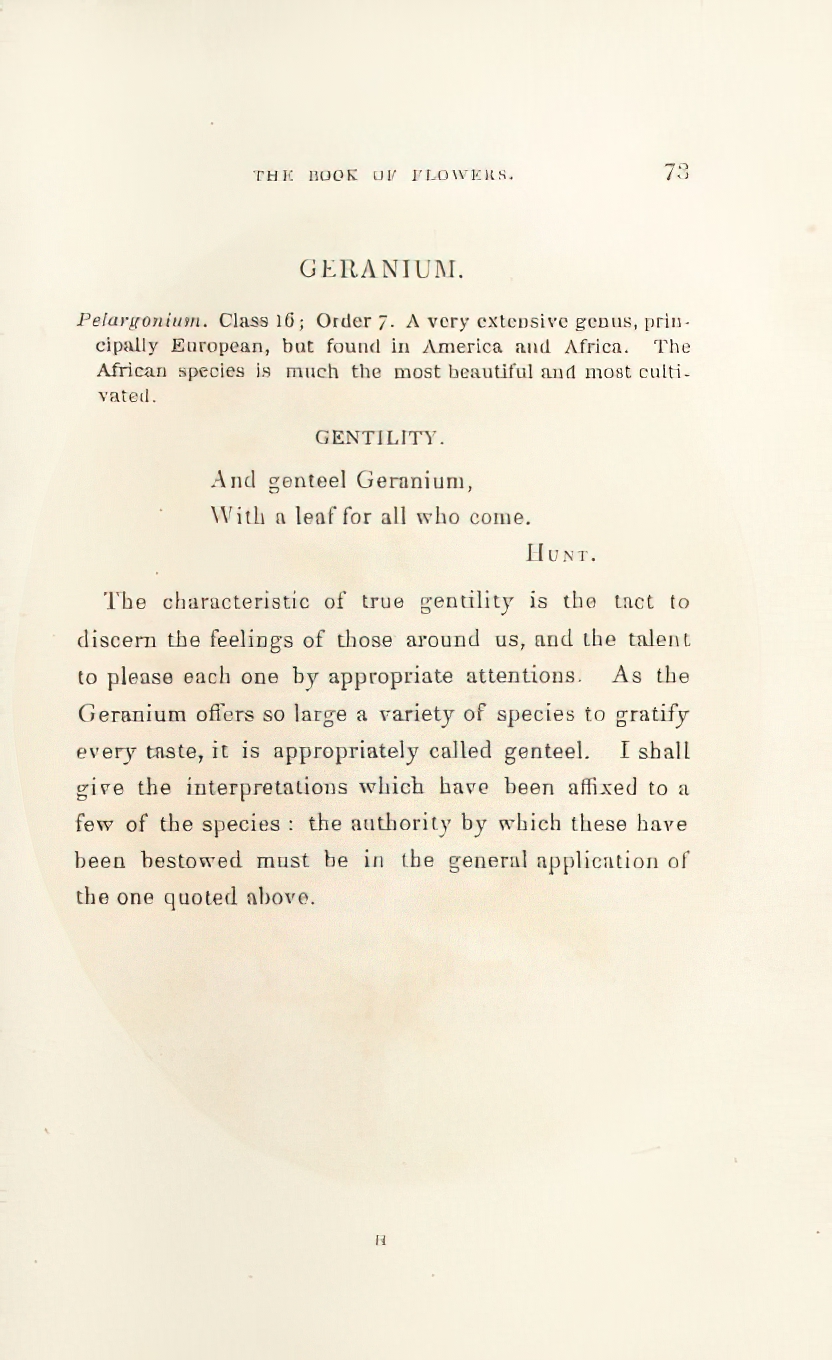 THE BOOK OF FLOWERS. 73
GERANIUM.
Pelargonium. Class 16; Order 7. A very extensive genus, prin-
cipally European, but found in America and Africa. The
African species is much the most beautiful and most culti-
vated.
GENTILITY.
And genteel Geranium,
With a leaf for all who come.
HUNT.
The characteristic of true gentility is the tact to
discern the feelings of those around us, and the talent
to please each one by appropriate attentions. As the
Geranium offers so large a variety of species to gratify
every taste, it is appropriately called genteel. I shall
give the interpretations which have been affixed to a
few of the species : the authority by which these have
been bestowed must be in the general application of
the one quoted above.
H